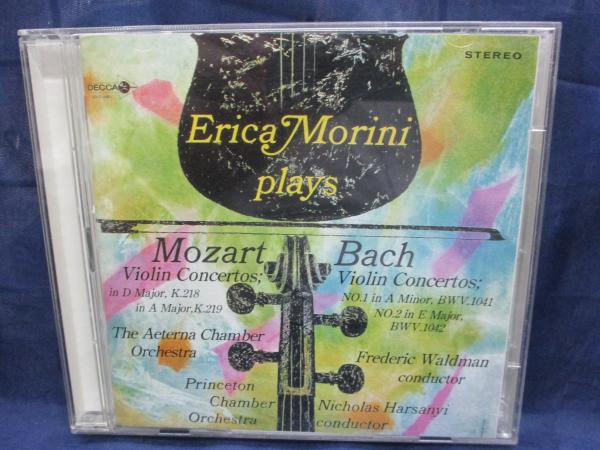 STEREO
DECCA
Erica Morini
plays
Mozart
Violin Concertos;
in D Major, K.218
in A Major, K.219
The Aeterna Chamber
Orchestra
Princeton
Chamber
Orchestra
Bach
Violin Concertos;
NO.1 in A Minor, BWV.1041
NO.2 in E Major,
BWV.1042
Frederic Waldman
conductor
Nicholas Harsanyi
conductor